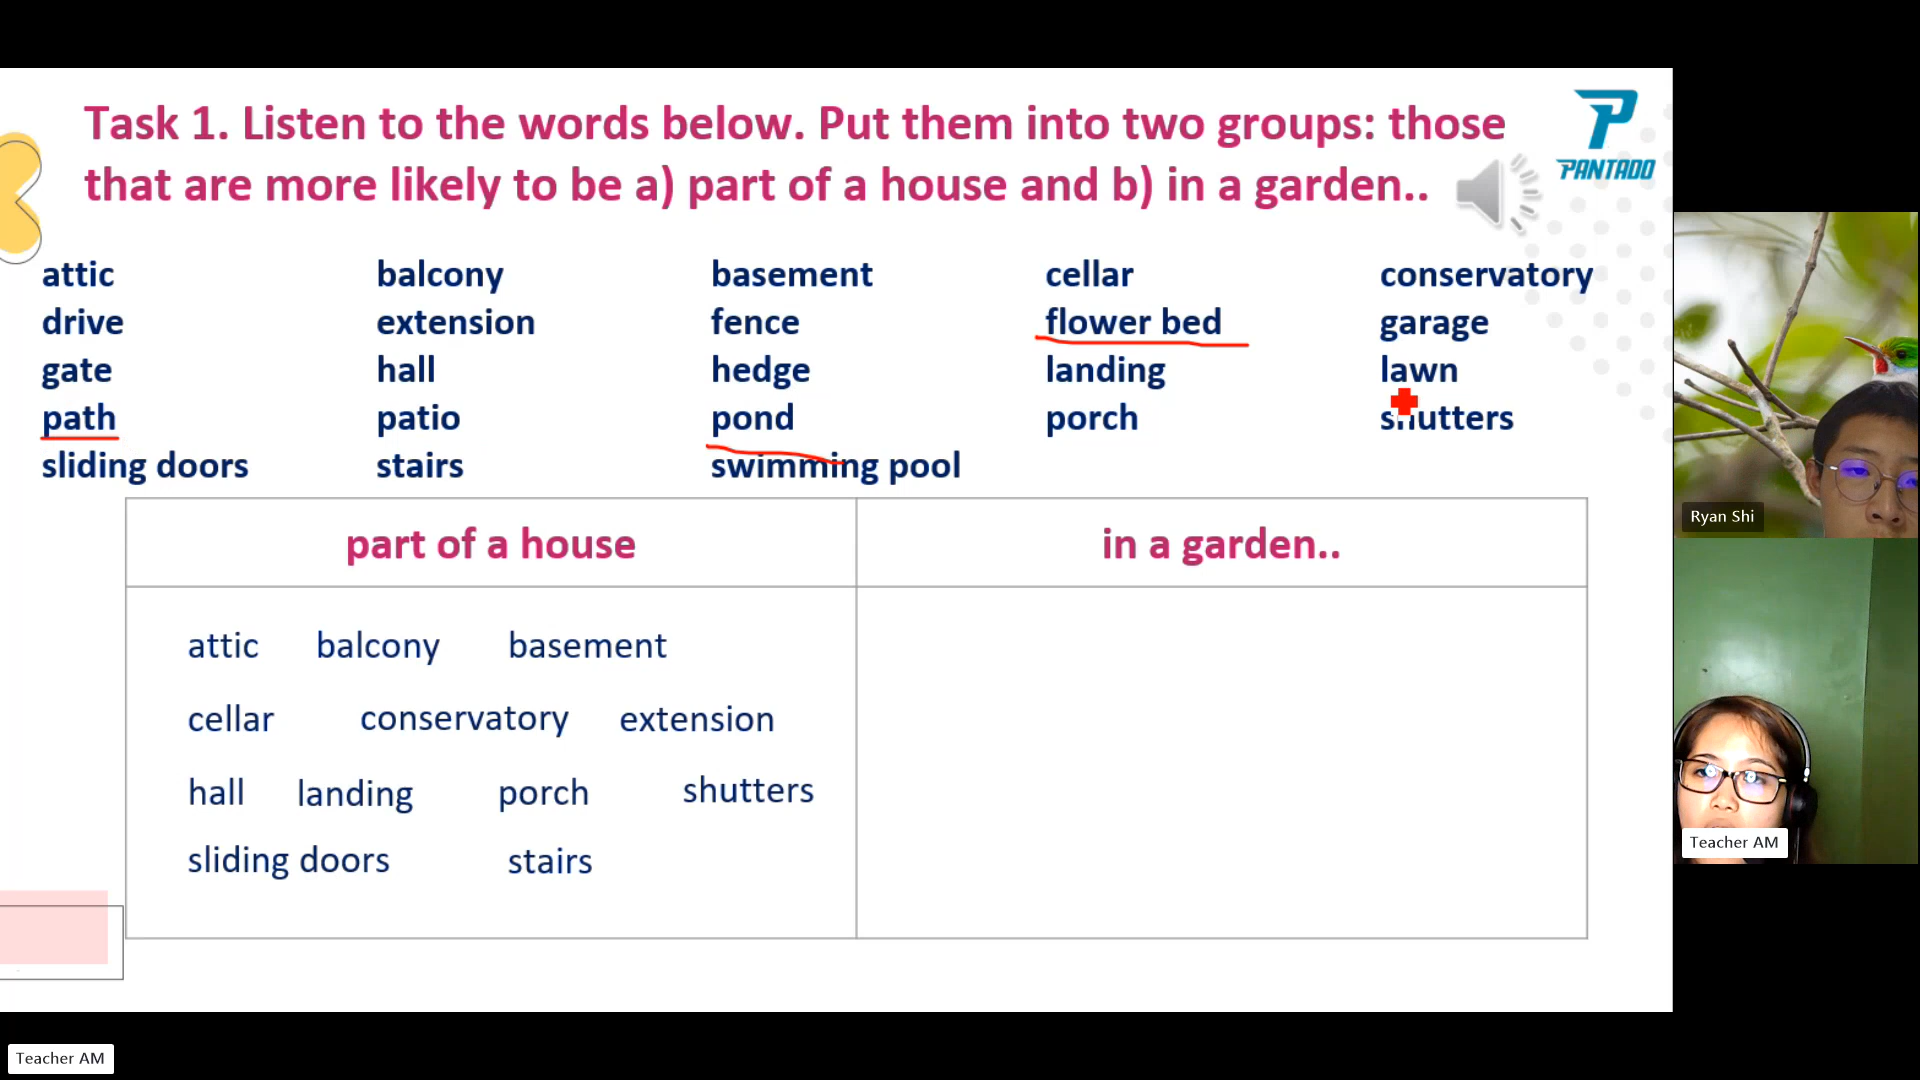 Task 1. Listen to the words below. Put them into two groups: those
that are more likely to be a) part of a house and b) in a garden..
PANTADO
attic balcony basement cellar conservatory
drive extension fence flower bed garage
gate hall hedge landing lawn
path patio pond porch shutters
sliding doors stairs swimming pool
part of a house in a garden..
attic balcony basement
cellar conservatory extension
hall landing porch shutters
sliding doors stairs
Ryan Shi
Teacher AM
Teacher AM